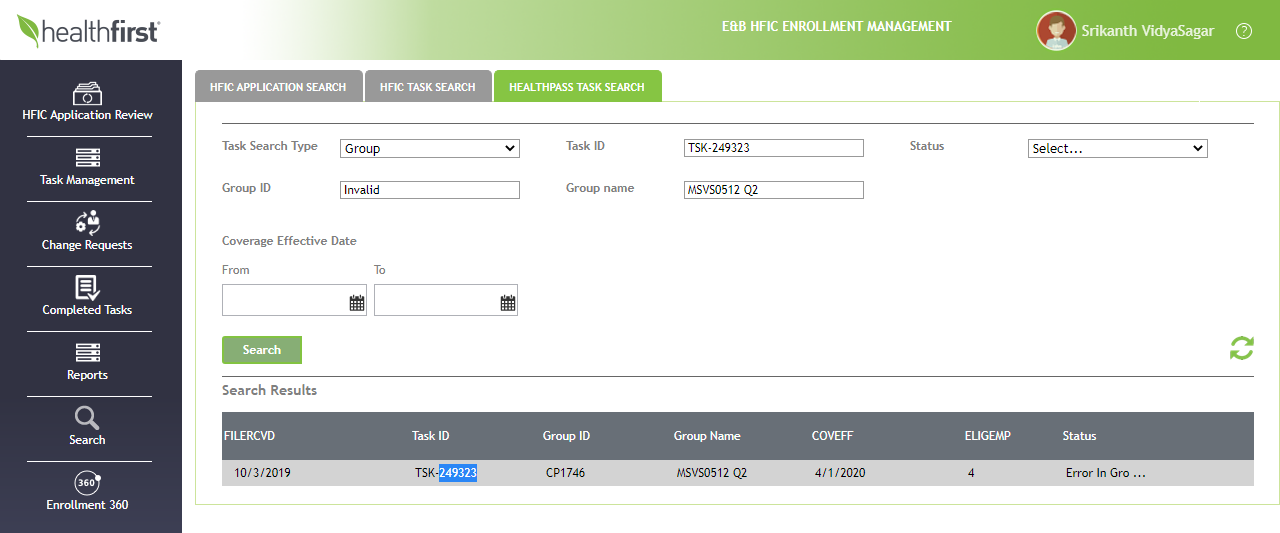 healthfirst
E&B HFIC ENROLLMENT MANAGEMENT
Srikanth VidyaSagar
?
HFIC Application Review
Task Management
Change Requests
Completed Tasks
Reports
Search
360
Enrollment 360
HFIC APPLICATION SEARCH HFIC TASK SEARCH HEALTHPASS TASK SEARCH
Task Search Type Group Task ID TSK-249323 Status Select...
Group ID Invalid Group name MSVS0512 Q2
Coverage Effective Date
From To
Search
Search Results
FILERCVD Task ID Group ID Group Name COVEFF ELIGEMP Status
10/3/2019 TSK-249323 CP1746 MSVS0512 Q2 4/1/2020 4 Error In Gro ...